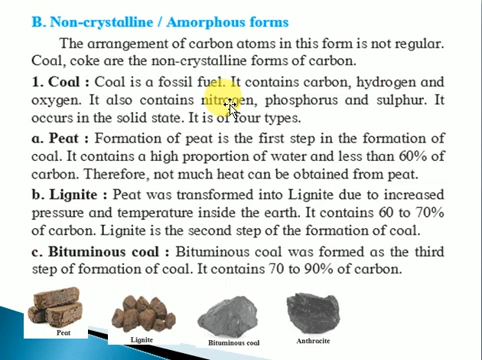 B. Non-crystalline / Amorphous forms
The arrangement of carbon atoms in this form is not regular.
Coal, coke are the non-crystalline forms of carbon.
1. Coal : Coal is a fossil fuel. It contains carbon, hydrogen and
oxygen. It also contains nitrogen, phosphorus and sulphur. It
occurs in the solid state. It is of four types.
a. Peat : Formation of peat is the first step in the formation of
coal. It contains a high proportion of water and less than 60% of
carbon. Therefore, not much heat can be obtained from peat.
b. Lignite : Peat was transformed into Lignite due to increased
pressure and temperature inside the earth. It contains 60 to 70%
of carbon. Lignite is the second step of the formation of coal.
c. Bituminous coal : Bituminous coal was formed as the third
step of formation of coal. It contains 70 to 90% of carbon.
Peat
Lignite
Bituminous coal
Anthracite